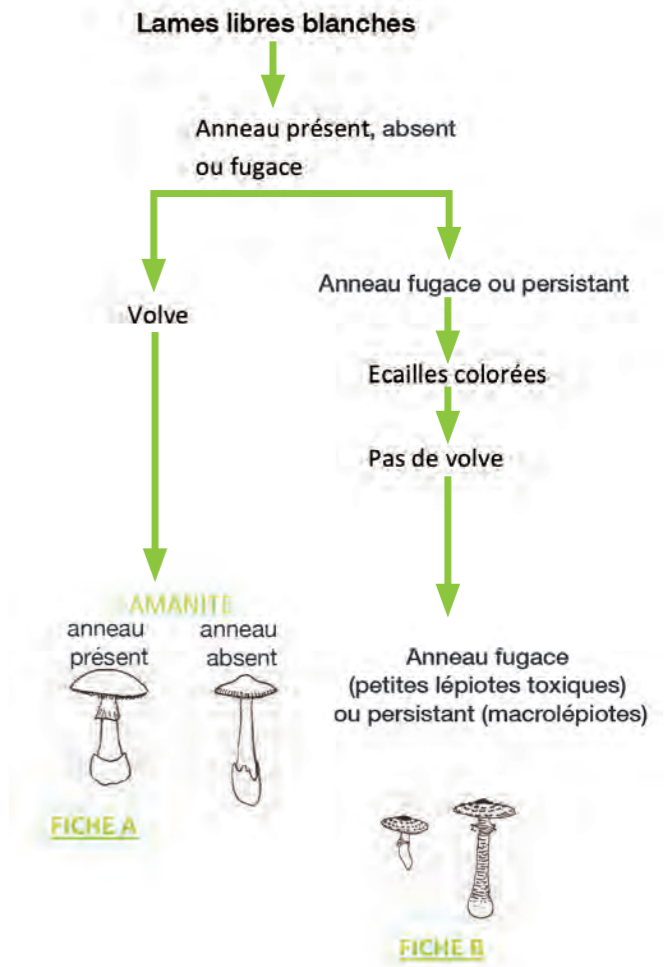 Lames libres blanches
Anneau présent, absent
ou fugace
Volve
Anneau fugace ou persistant
Ecailles colorées
Pas de volve
AMANITE
anneau
présent
anneau
absent
FICHE A
Anneau fugace
(petites lépiotes toxiques)
ou persistant (macrolépiotes)
FICHE B